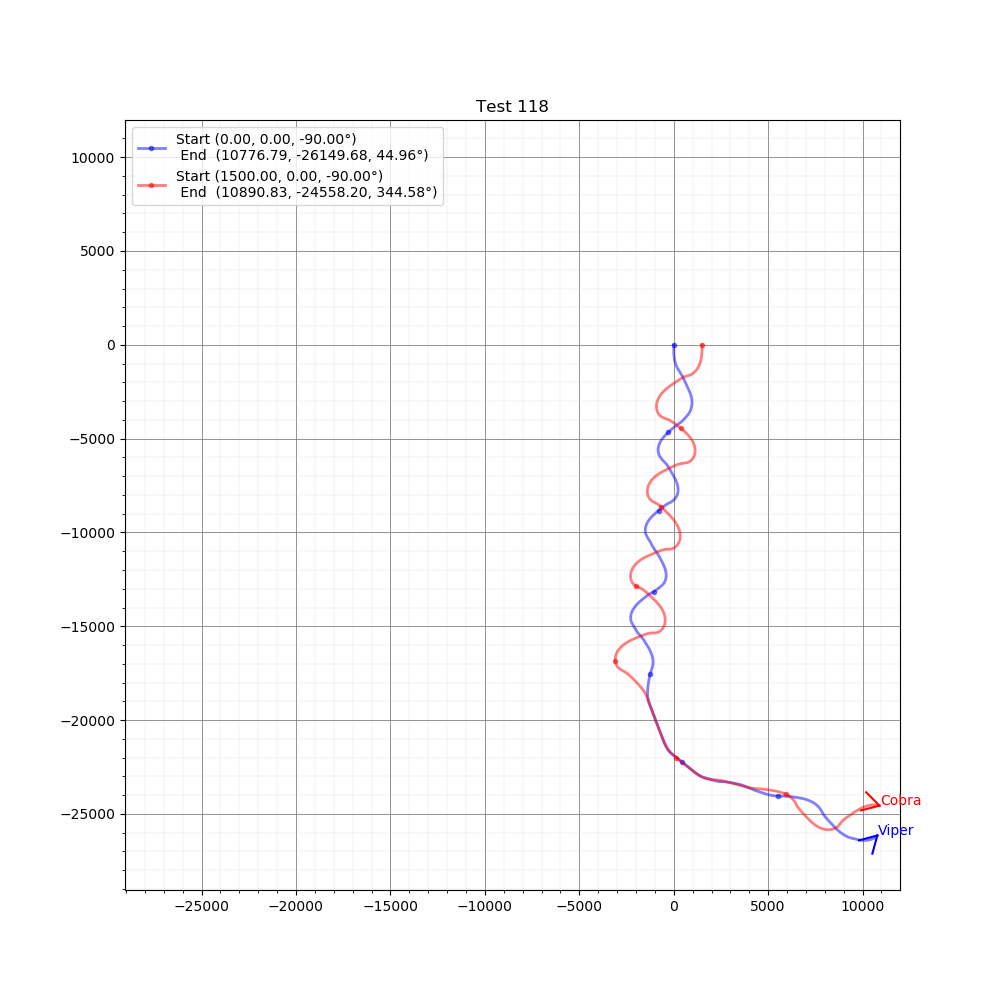 Test 118
Start (0.00, 0.00, -90.00°)
End  (10776.79, -26149.68, 44.96°)
Start (1500.00, 0.00, -90.00°)
End  (10890.83, -24558.20, 344.58°)
10000
5000
0
−5000
−10000
−15000
−20000
−25000
Cobra
Viper
−25000 −20000 −15000 −10000 −5000 0 5000 10000